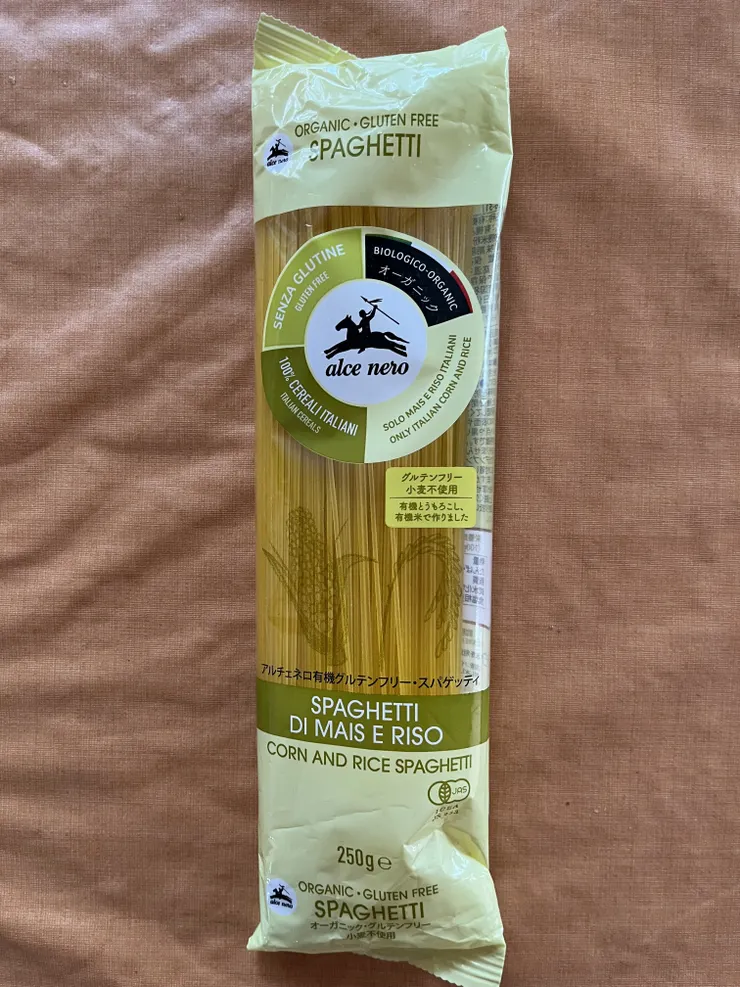 ORGANIC • GLUTEN FREE
SPAGHETTI
alce nero
SENZA GLUTINE
GLUTEN FREE
BIOLOGICO-ORGANIC
オーガニック
alce nero
100% CEREALI ITALIANI
ITALIAN CEREALS
SOLO MAIS E RISO ITALIANI
ONLY ITALIAN CORN AND RICE
グルテンフリー
小麦不使用
有機とうもろこし、
有機米で作りました
アルチェネロ有機グルテンフリー・スパゲッティ
SPAGHETTI
DI MAIS E RISO
CORN AND RICE SPAGHETTI
JAS
250g℮
ORGANIC • GLUTEN FREE
alce nero
SPAGHETTI
オーガニック・グルテンフリー
小麦不使用